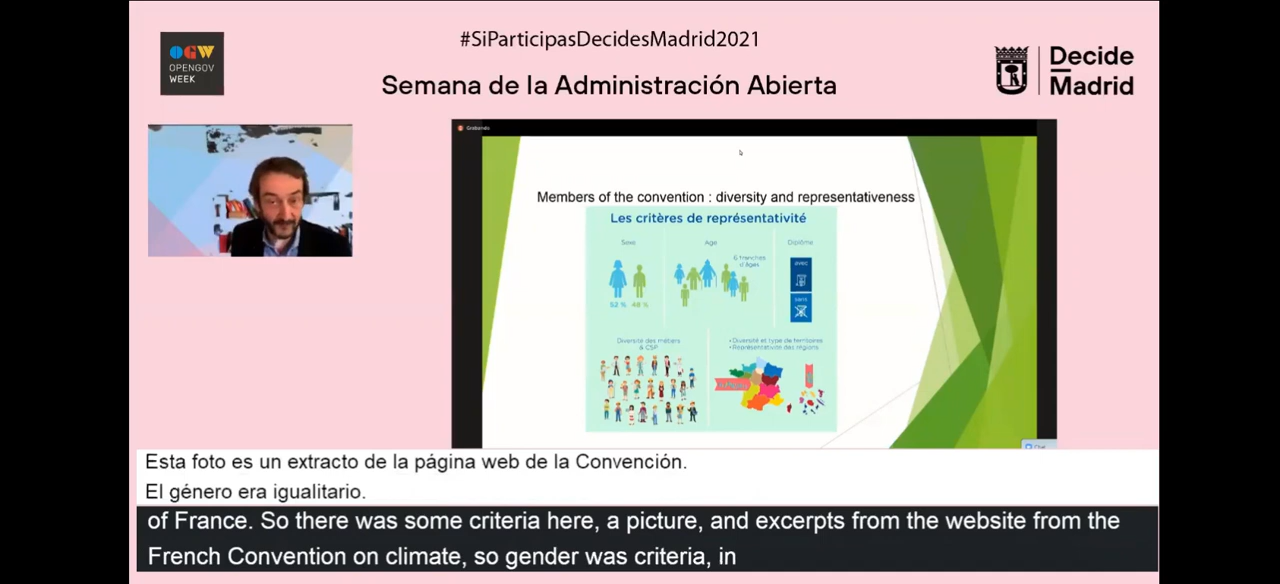 #SiParticipasDecidesMadrid2021
OGW
OPENGOV
WEEK
Semana de la Administración Abierta
Decide
Madrid
Grabando
Members of the convention : diversity and representativeness
Les critères de représentativité
Sexe
Age
Diplôme
6 tranches
d'âges
avec
sans
52 % 48 %
Diversité des métiers
& CSP
• Diversité et type de territoires
• Représentativité des régions
Chat
Esta foto es un extracto de la página web de la Convención.
El género era igualitario.
of France. So there was some criteria here, a picture, and excerpts from the website from the
French Convention on climate, so gender was criteria, in